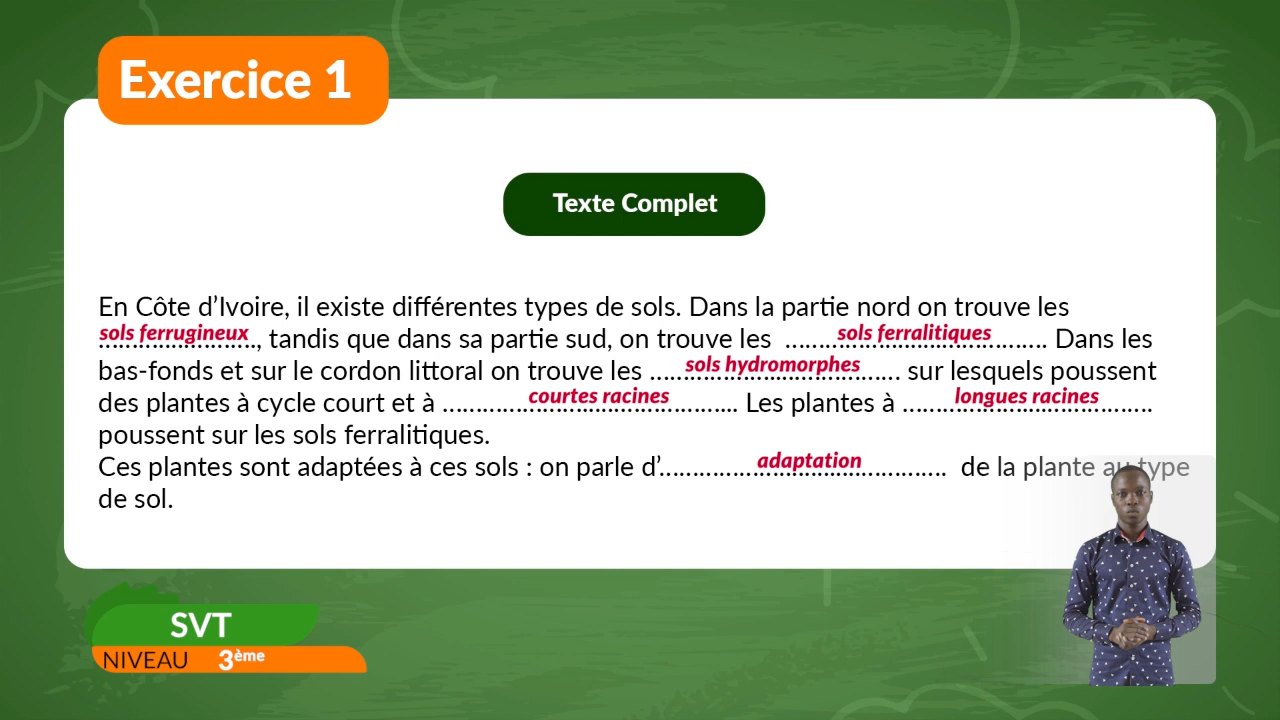 Exercice 1
Texte Complet
En Côte d’Ivoire, il existe différentes types de sols. Dans la partie nord on trouve les
sols ferrugineux......................., tandis que dans sa partie sud, on trouve les ....... sols ferralitiques ....... Dans les
bas-fonds et sur le cordon littoral on trouve les ....... sols hydromorphes ....... sur lesquels poussent
des plantes à cycle court et à ....... courtes racines ....... Les plantes à ....... longues racines .......
poussent sur les sols ferralitiques.
Ces plantes sont adaptées à ces sols : on parle d’....... adaptation ....... de la plante au type
de sol.
SVT
NIVEAU 3ème